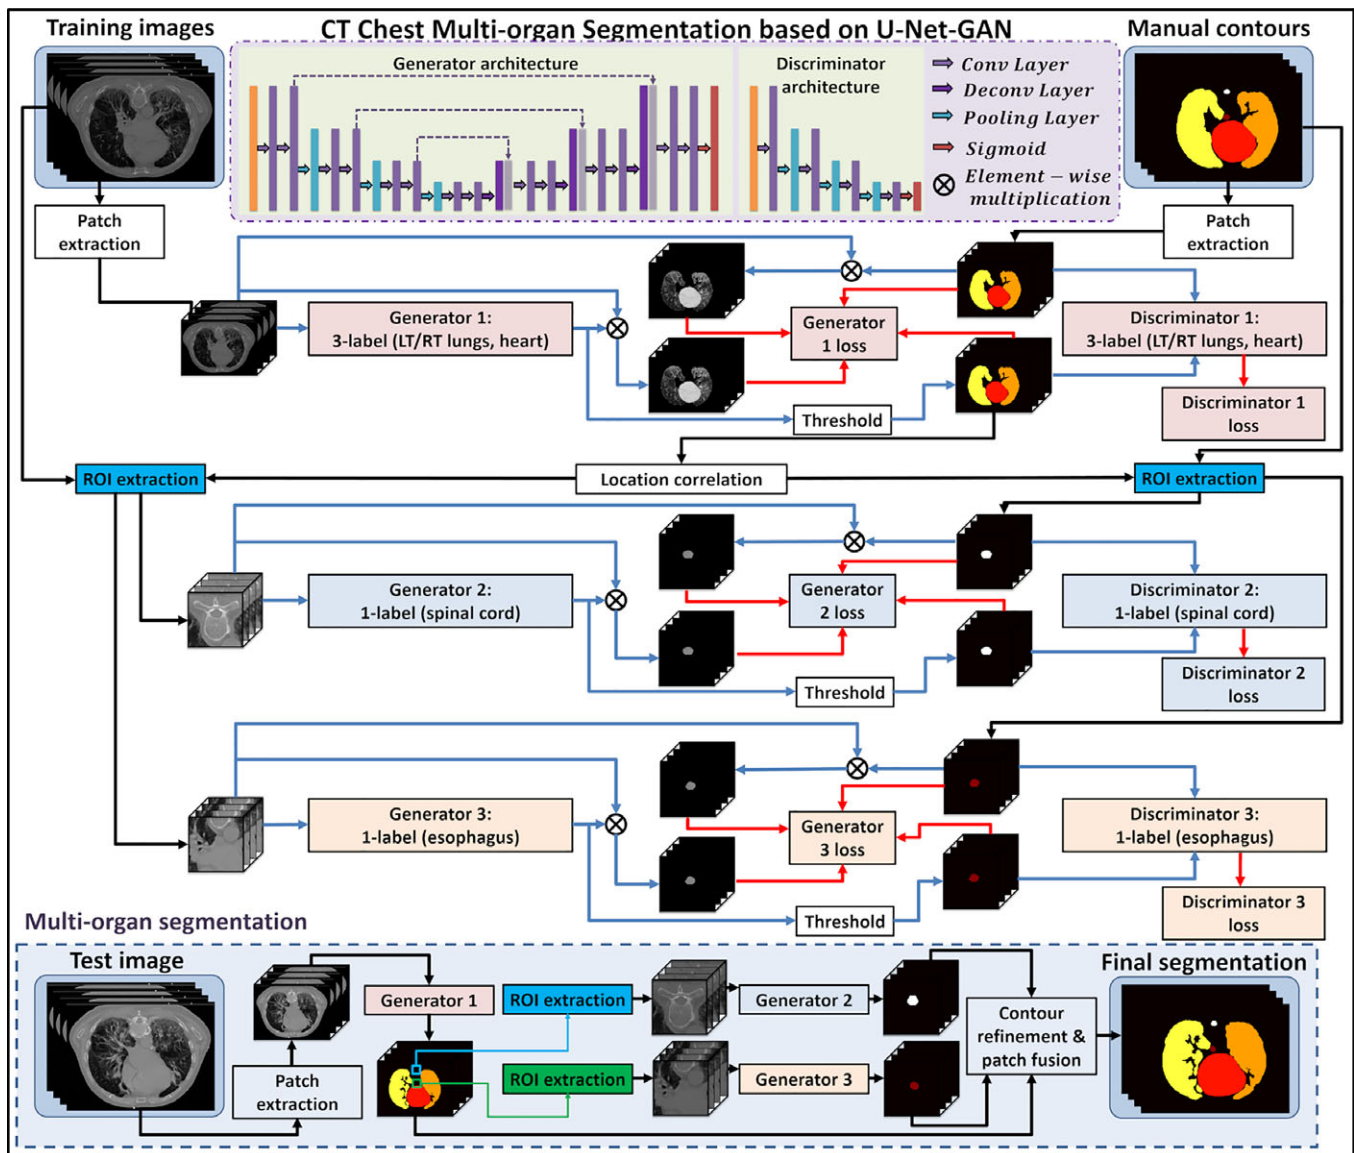 Training images
CT Chest Multi-organ Segmentation based on U-Net-GAN
Manual contours
Generator architecture
Discriminator
architecture
Conv Layer
Deconv Layer
Pooling Layer
Sigmoid
Element − wise
multiplication
Patch
extraction
Patch
extraction
Generator 1:
3-label (LT/RT lungs, heart)
Generator
1 loss
Discriminator 1:
3-label (LT/RT lungs, heart)
Threshold
Discriminator 1
loss
ROI extraction
Location correlation
ROI extraction
Generator 2:
1-label (spinal cord)
Generator
2 loss
Discriminator 2:
1-label (spinal cord)
Threshold
Discriminator 2
loss
Generator 3:
1-label (esophagus)
Generator
3 loss
Discriminator 3:
1-label (esophagus)
Threshold
Discriminator 3
loss
Multi-organ segmentation
Test image
Final segmentation
Generator 1
ROI extraction
Generator 2
Contour
refinement &
patch fusion
Patch
extraction
ROI extraction
Generator 3